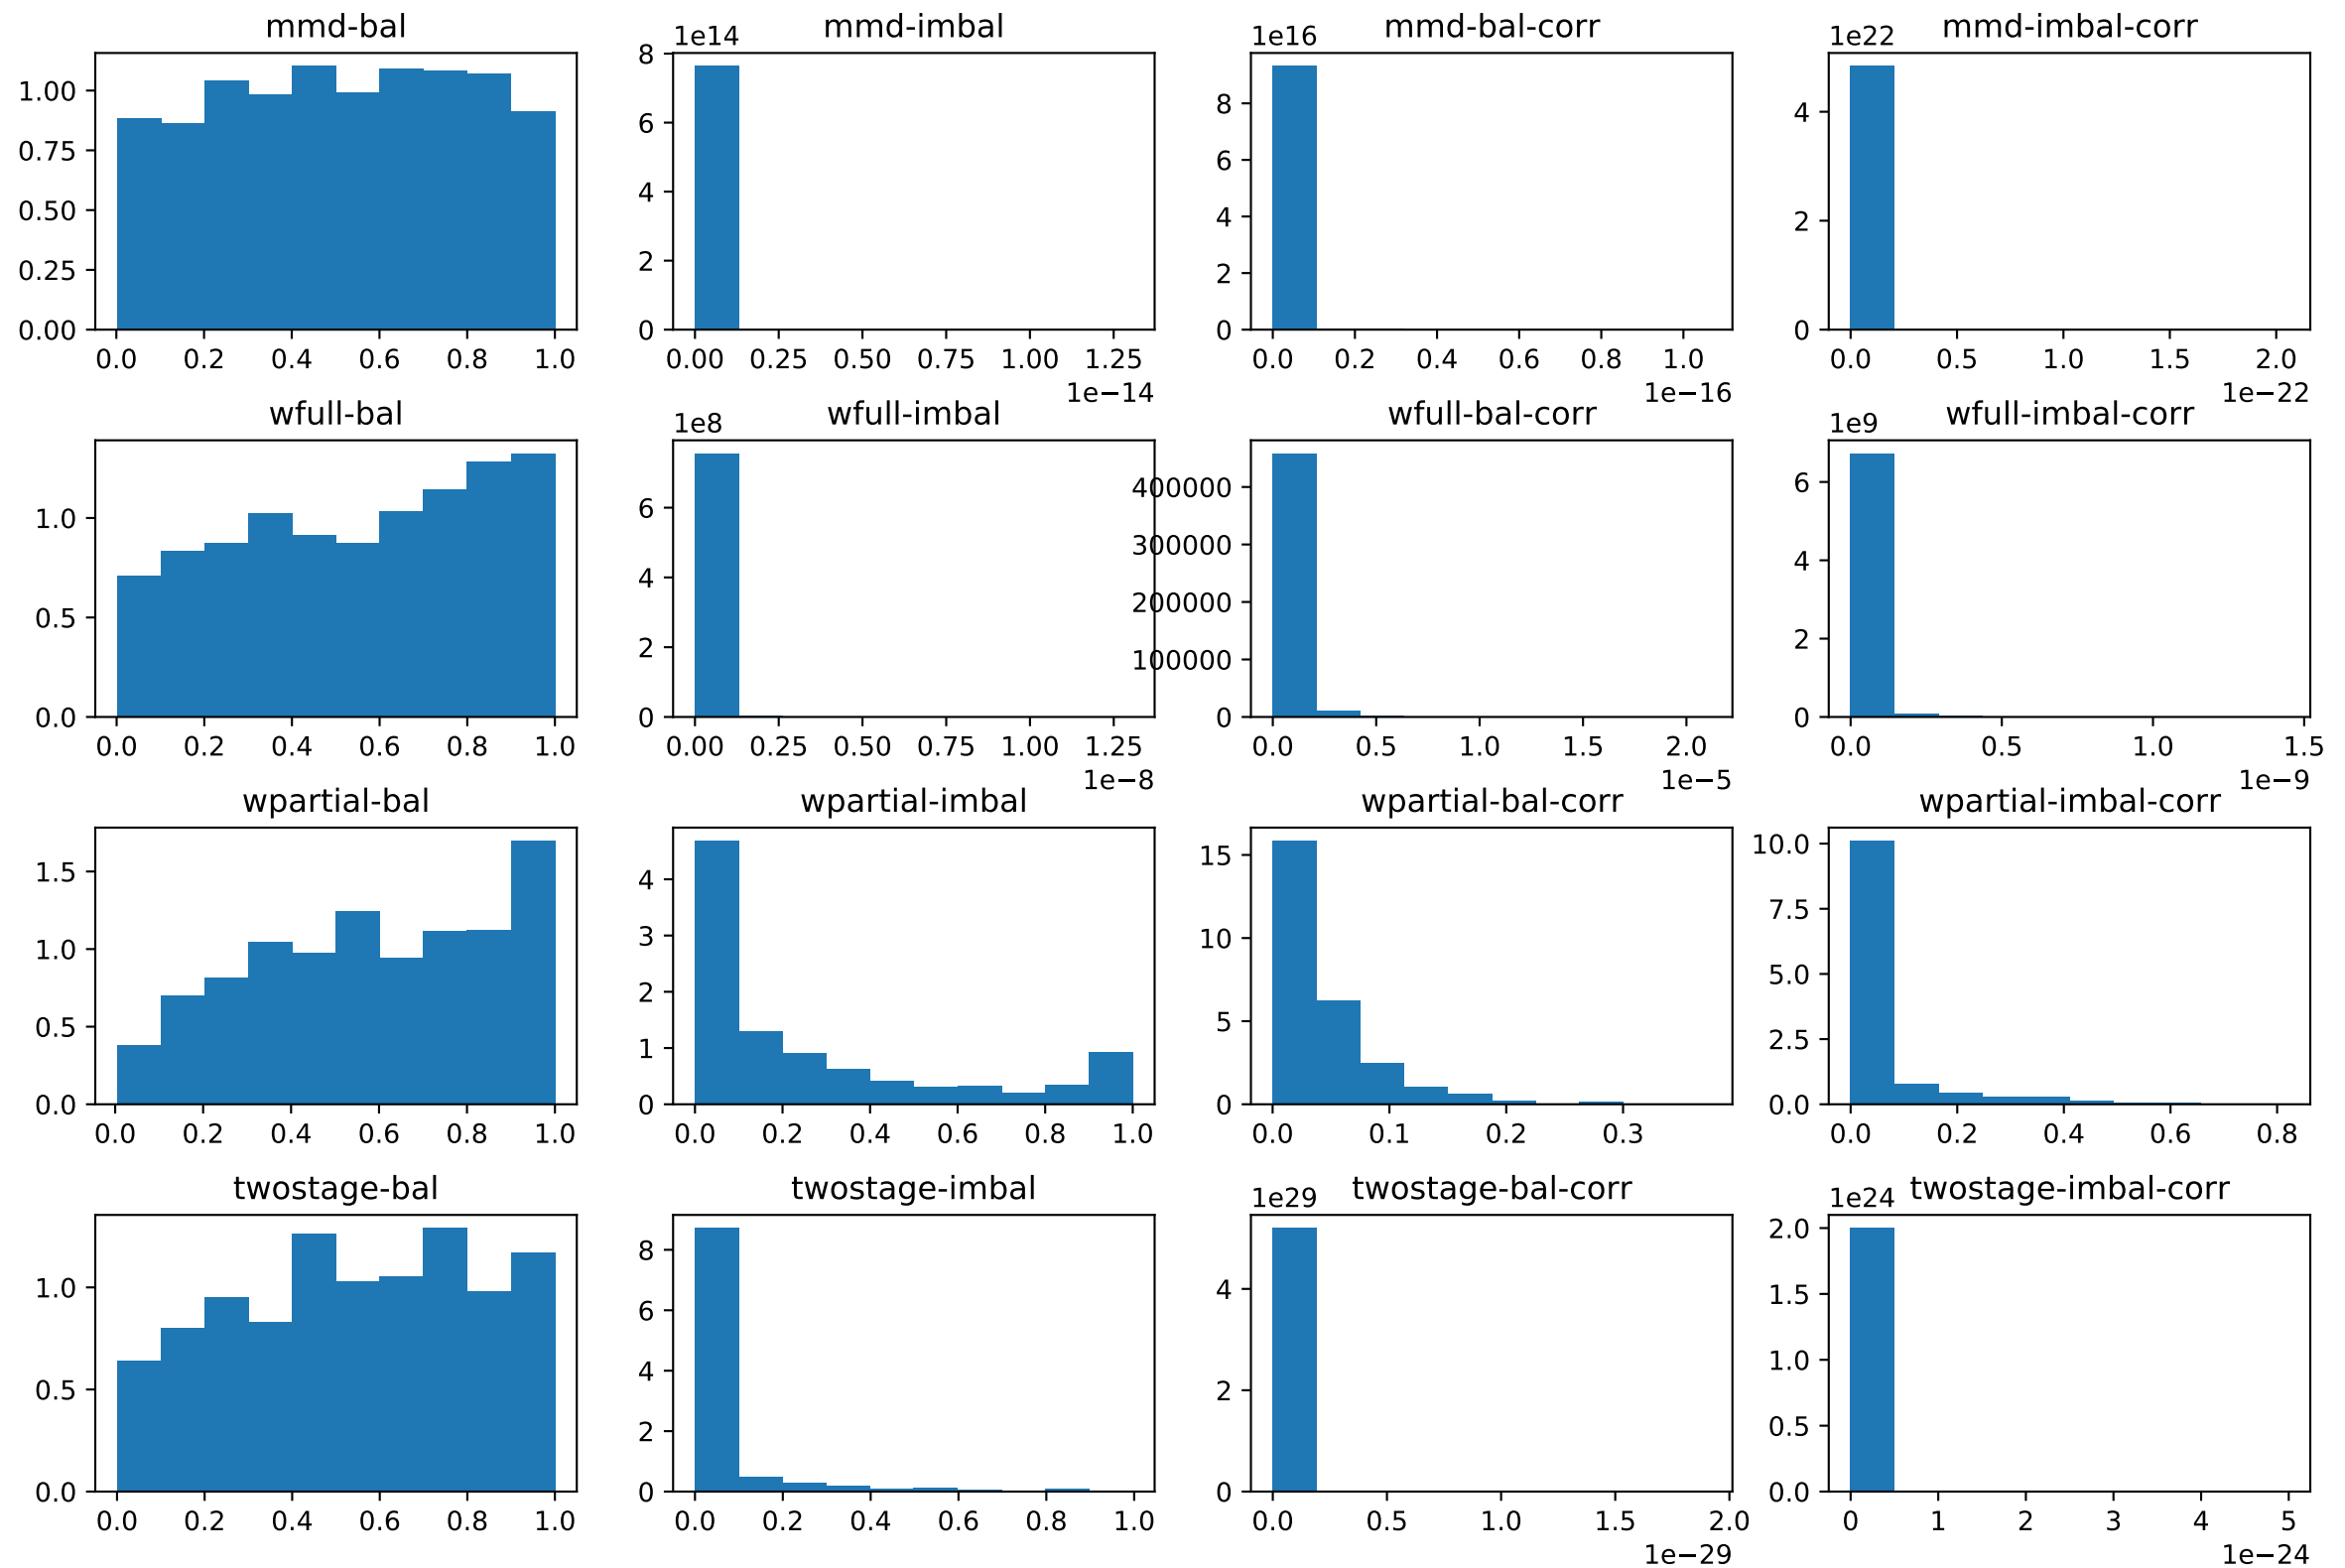 mmd-bal
1.00
0.75
0.50
0.25
0.00
0.0 0.2 0.4 0.6 0.8 1.0
mmd-imbal
1e14
8
6
4
2
0
0.00 0.25 0.50 0.75 1.00 1.25
1e−14
mmd-bal-corr
1e16
8
6
4
2
0
0.0 0.2 0.4 0.6 0.8 1.0
1e−16
mmd-imbal-corr
1e22
4
2
0
0.0 0.5 1.0 1.5 2.0
1e−22
wfull-bal
1.0
0.5
0.0
0.0 0.2 0.4 0.6 0.8 1.0
wfull-imbal
1e8
6
4
2
0
0.00 0.25 0.50 0.75 1.00 1.25
1e−8
wfull-bal-corr
400000
300000
200000
100000
0
0.0 0.5 1.0 1.5 2.0
1e−5
wfull-imbal-corr
1e9
6
4
2
0
0.0 0.5 1.0 1.5
1e−9
wpartial-bal
1.5
1.0
0.5
0.0
0.0 0.2 0.4 0.6 0.8 1.0
wpartial-imbal
4
3
2
1
0
0.0 0.2 0.4 0.6 0.8 1.0
wpartial-bal-corr
15
10
5
0
0.0 0.1 0.2 0.3
wpartial-imbal-corr
10.0
7.5
5.0
2.5
0.0
0.0 0.2 0.4 0.6 0.8
twostage-bal
1.0
0.5
0.0
0.0 0.2 0.4 0.6 0.8 1.0
twostage-imbal
8
6
4
2
0
0.0 0.2 0.4 0.6 0.8 1.0
twostage-bal-corr
1e29
4
2
0
0.0 0.5 1.0 1.5 2.0
1e−29
twostage-imbal-corr
1e24
2.0
1.5
1.0
0.5
0.0
0 1 2 3 4 5
1e−24